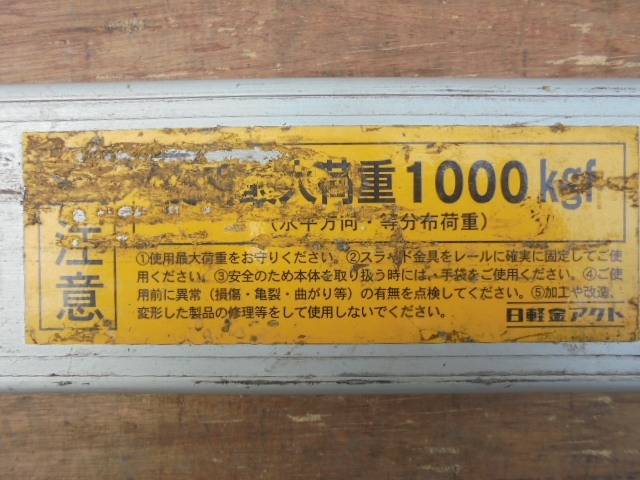 注意
最大荷重1000kgf
(水平方向・等分布荷重)
①使用最大荷重をお守りください。②スライド金具をレールに確実に固定してご使
用ください。③安全のため本体を取り扱う時には、手袋をご使用ください。④ご使
用前に異常（損傷・亀裂・曲がり等）の有無を点検してください。⑤加工や改造、
変形した製品の修理等をして使用しないでください。
日軽金アクト